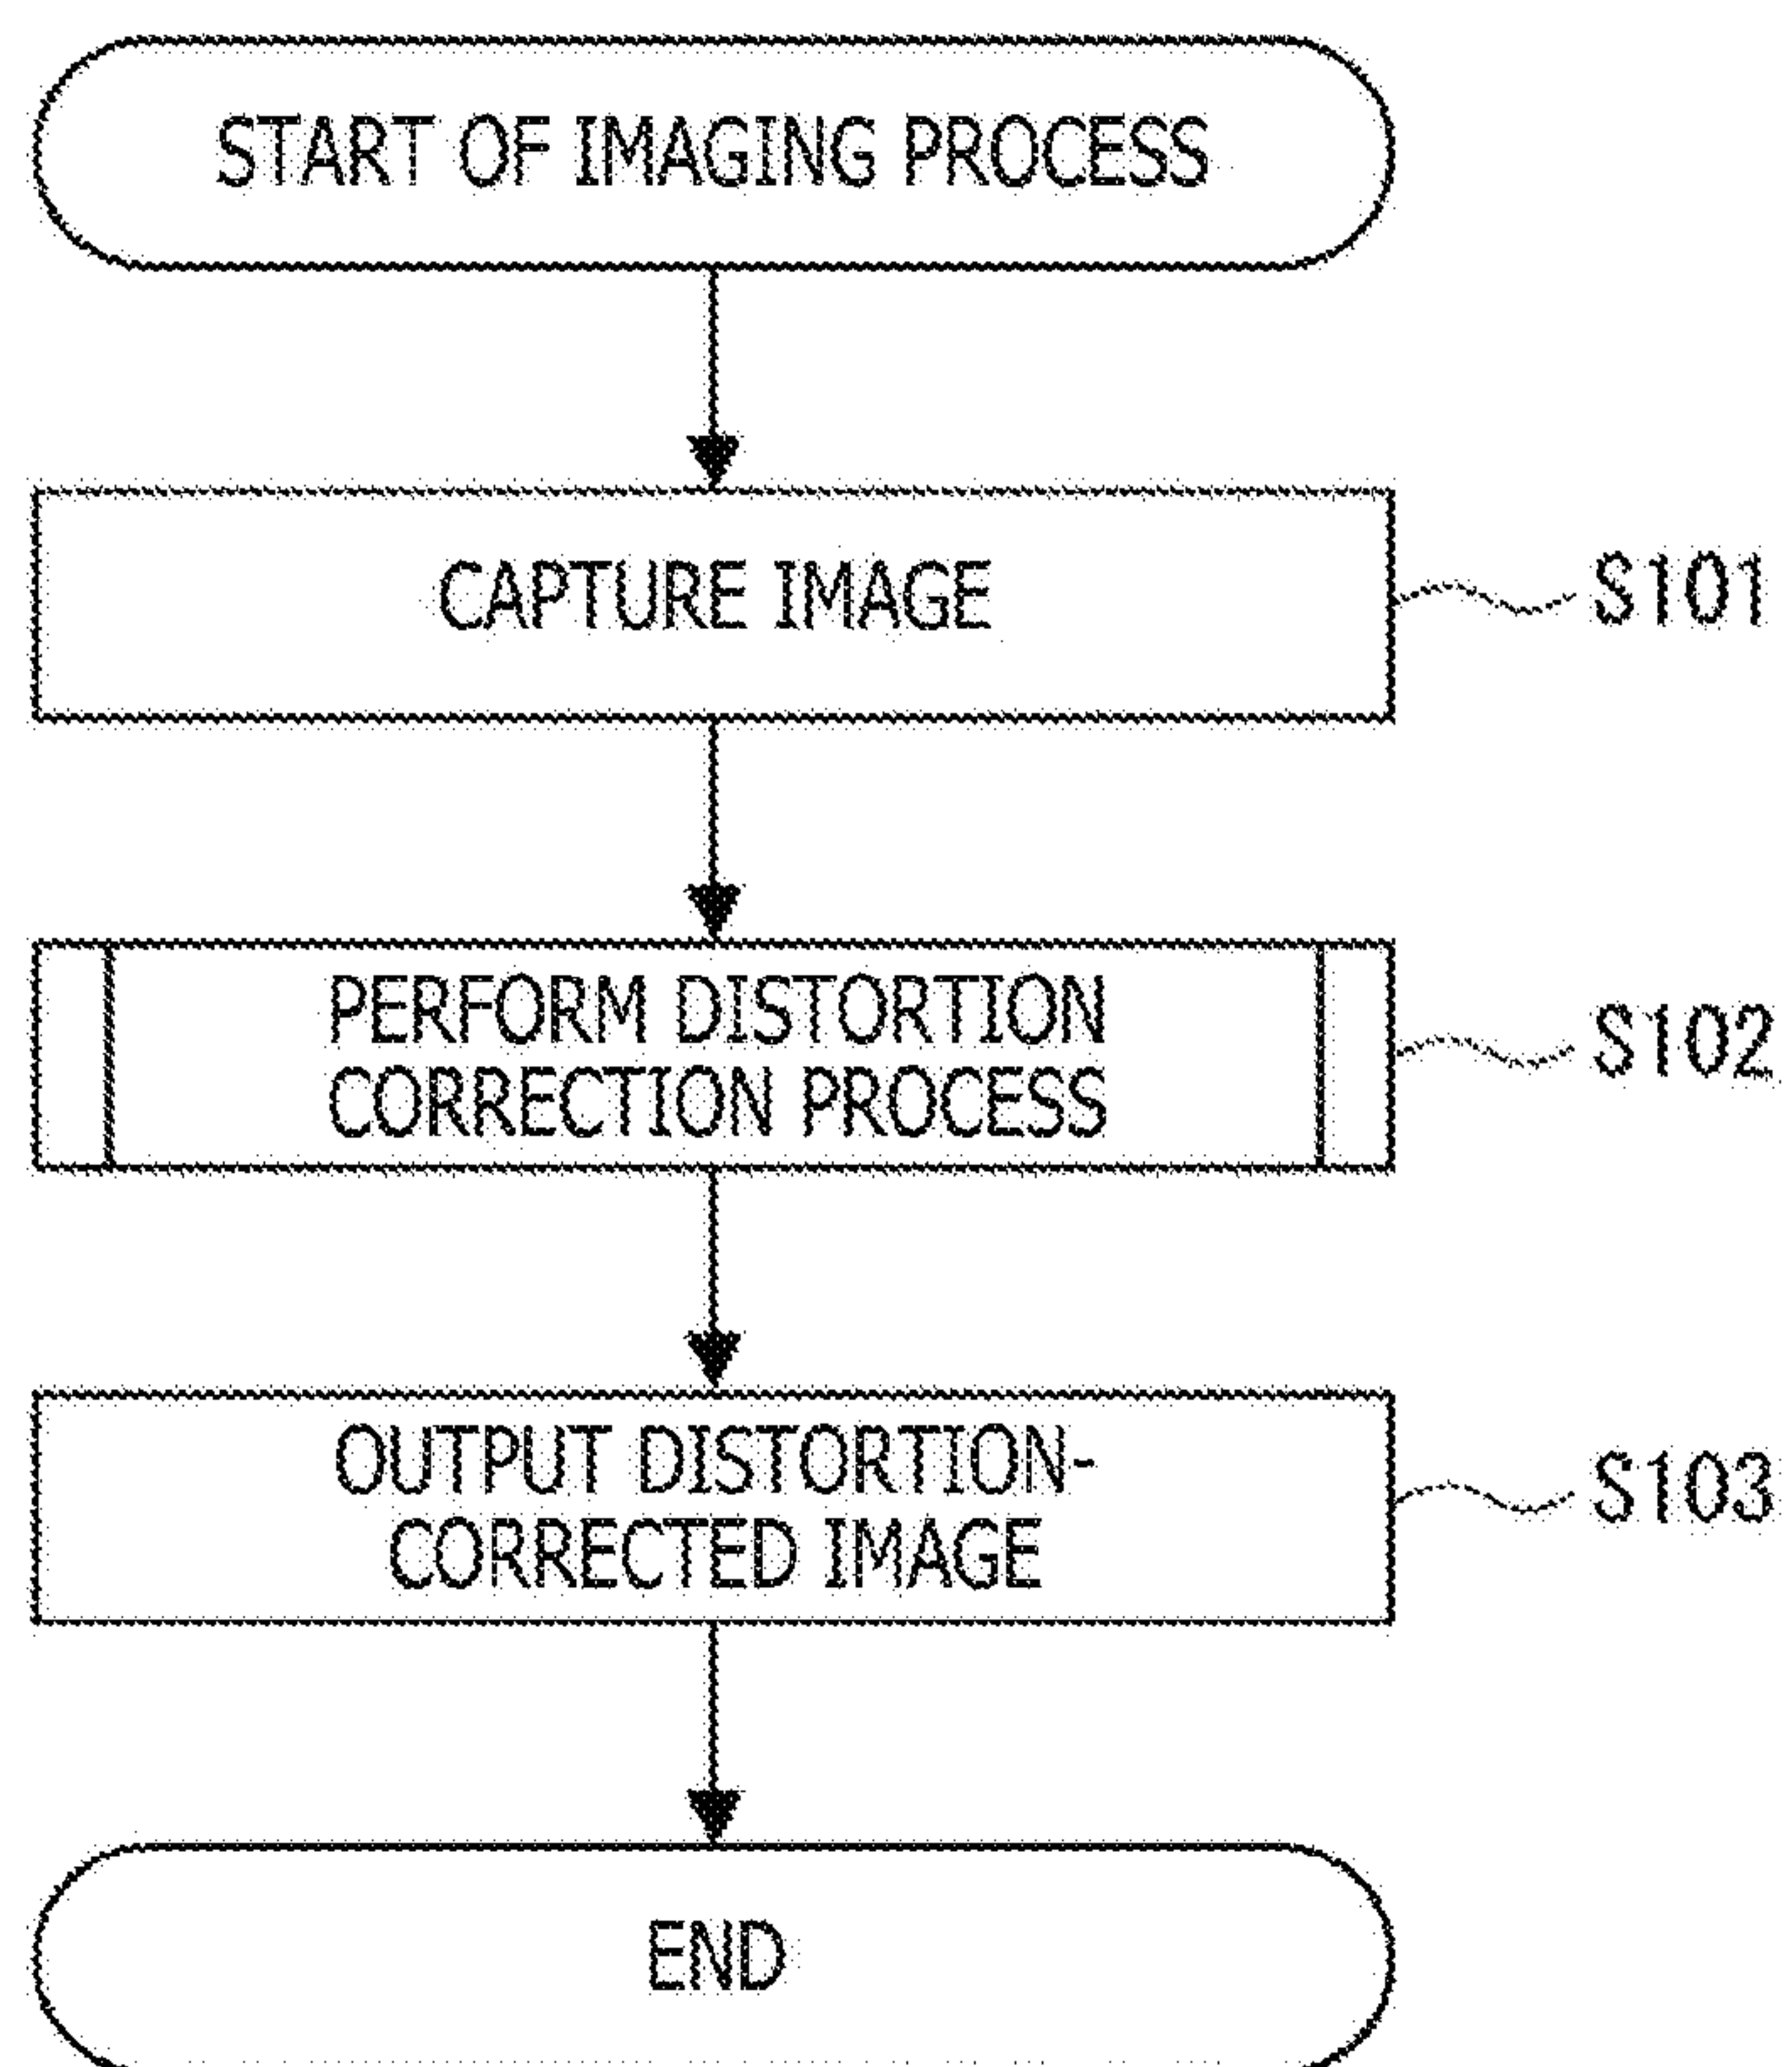 START OF IMAGING PROCESS
CAPTURE IMAGE
S101
PERFORM DISTORTION
CORRECTION PROCESS
S102
OUTPUT DISTORTION-
CORRECTED IMAGE
S103
END